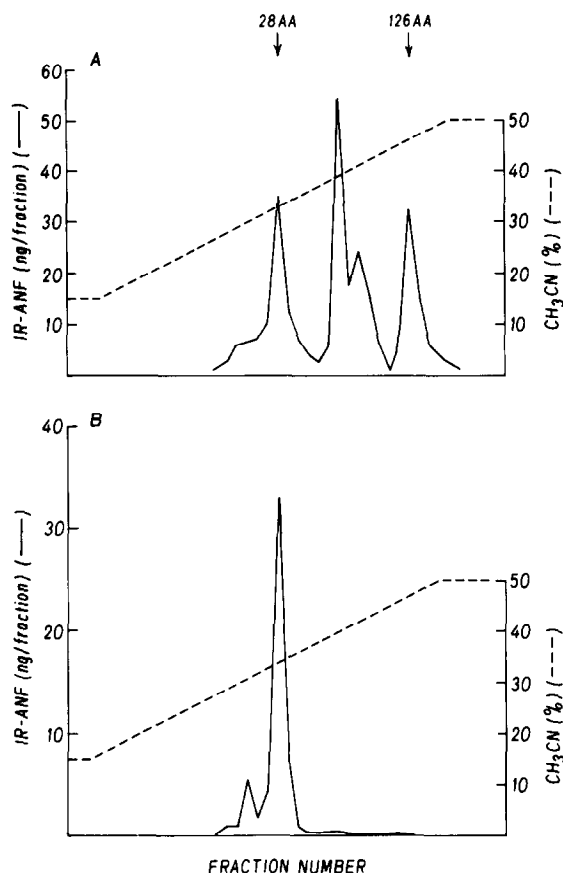 28AA
126AA
A
60
50
40
30
20
10
IR-ANF (ng/fraction) (——)
50
40
30
20
10
CH₃CN (%) (---)
B
40
30
20
10
IR-ANF (ng/fraction) (——)
50
40
30
20
10
CH₃CN (%) (---)
FRACTION NUMBER